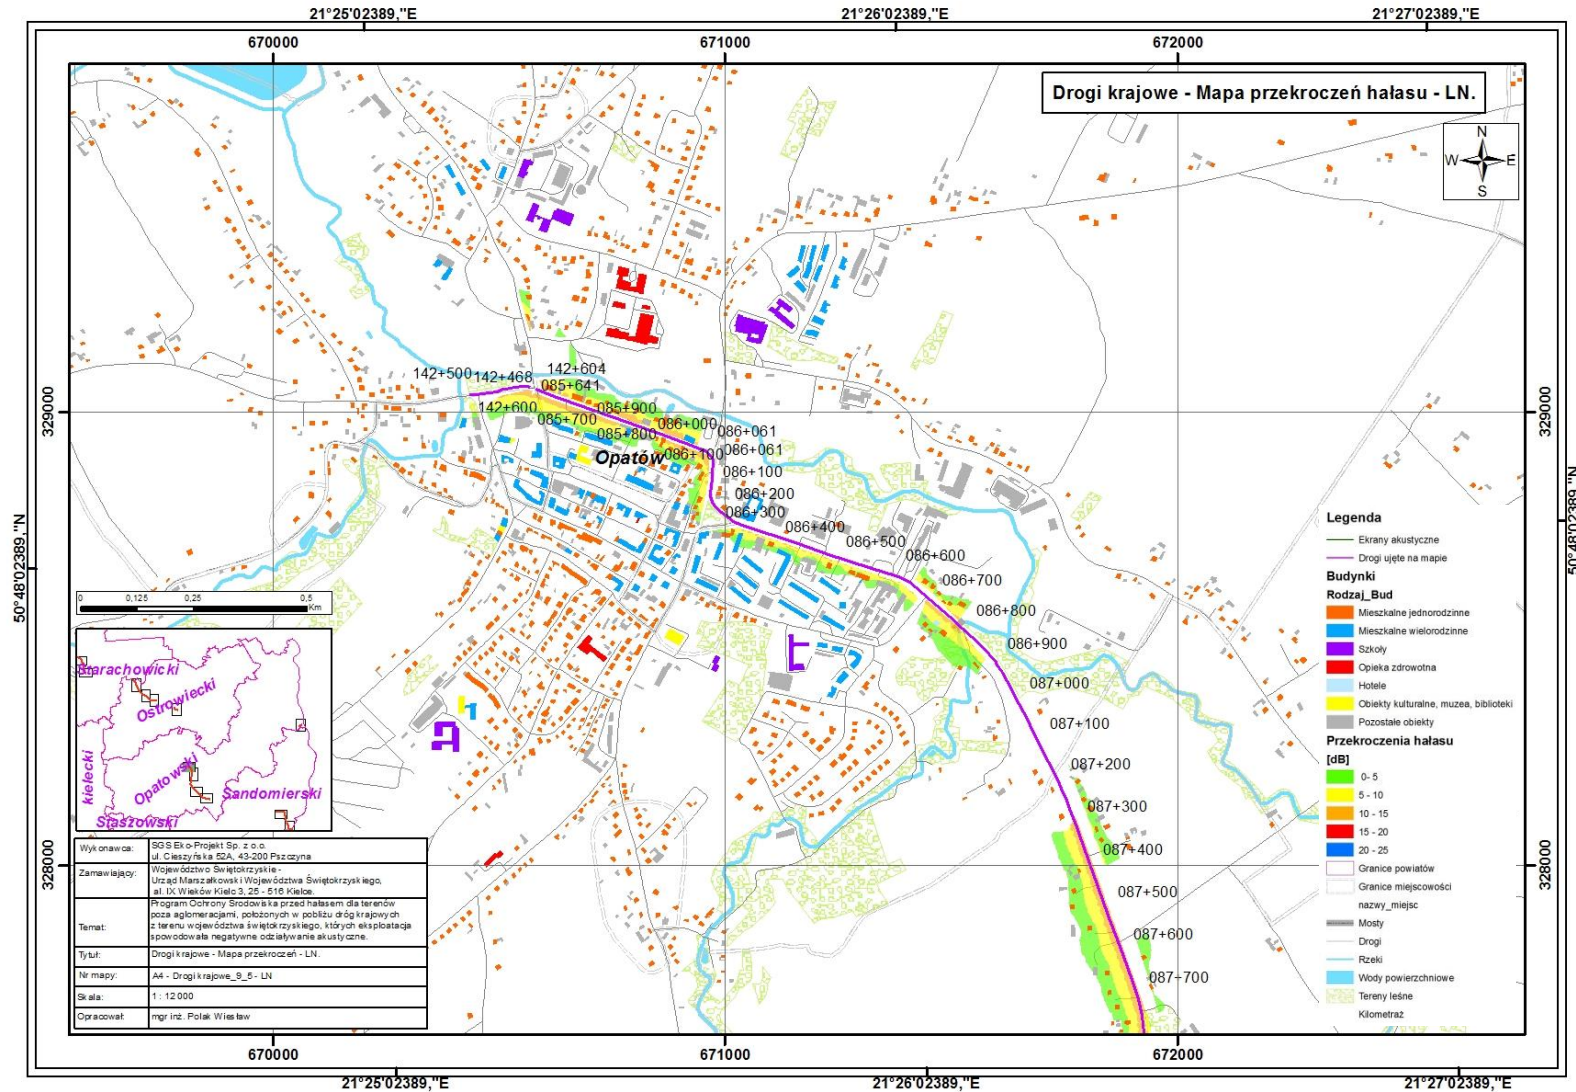 21°25'02389,"E
21°26'02389,"E
21°27'02389,"E
670000
671000
672000
Drogi krajowe - Mapa przekroczeń hałasu - LN.
N
W
E
S
329000
329000
142+500
142+468
142+604
085+641
142+600
085+900
085+700
085+800
086+000
086+061
086+100
086+061
Opatów
086+100
086+200
086+300
086+400
086+500
086+600
086+700
086+800
086+900
087+000
087+100
087+200
087+300
087+400
087+500
087+600
087+700
50°48'02389,"N
50°48'02389,"N
328000
328000
0
0,125
0,25
0,5
Km
Starachowicki
Ostrowiecki
kielecki
Opatowski
Sandomierski
Staszowski
Wykonawca:
SGS Eko-Projekt Sp. z o.o.
ul. Cieszyńska 52A, 43-200 Pszczyna
Zamawiający:
Województwo Świętokrzyskie -
Urząd Marszałkowski Województwa Świętokrzyskiego,
al. IX Wieków Kielc 3, 25 - 516 Kielce.
Temat:
Program Ochrony Środowiska przed hałasem dla terenów
poza aglomeracjami, położonych w pobliżu dróg krajowych
z terenu województwa świętokrzyskiego, których eksploatacja
spowodowała negatywne oddziaływanie akustyczne.
Tytuł:
Drogi krajowe - Mapa przekroczeń - LN.
Nr mapy:
A4 - Drogi krajowe_9_5 - LN
Skala:
1 : 12 000
Opracował:
mgr inż. Polak Wiesław
Legenda
Ekrany akustyczne
Drogi ujęte na mapie
Budynki
Rodzaj_Bud
Mieszkalne jednorodzinne
Mieszkalne wielorodzinne
Szkoły
Opieka zdrowotna
Hotele
Obiekty kulturalne, muzea, biblioteki
Pozostałe obiekty
Przekroczenia hałasu
[dB]
0- 5
5 - 10
10 - 15
15 - 20
20 - 25
Granice powiatów
Granice miejscowości
nazwy_miejsc
Mosty
Drogi
Rzeki
Wody powierzchniowe
Tereny leśne
Kilometraż
670000
671000
672000
21°25'02389,"E
21°26'02389,"E
21°27'02389,"E